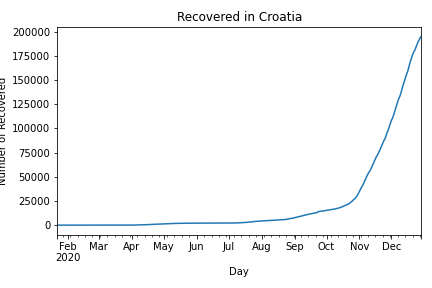 Recovered in Croatia
200000
175000
150000
125000
100000
75000
50000
25000
0
Number of Recovered
Feb Mar Apr May Jun Jul Aug Sep Oct Nov Dec
2020
Day